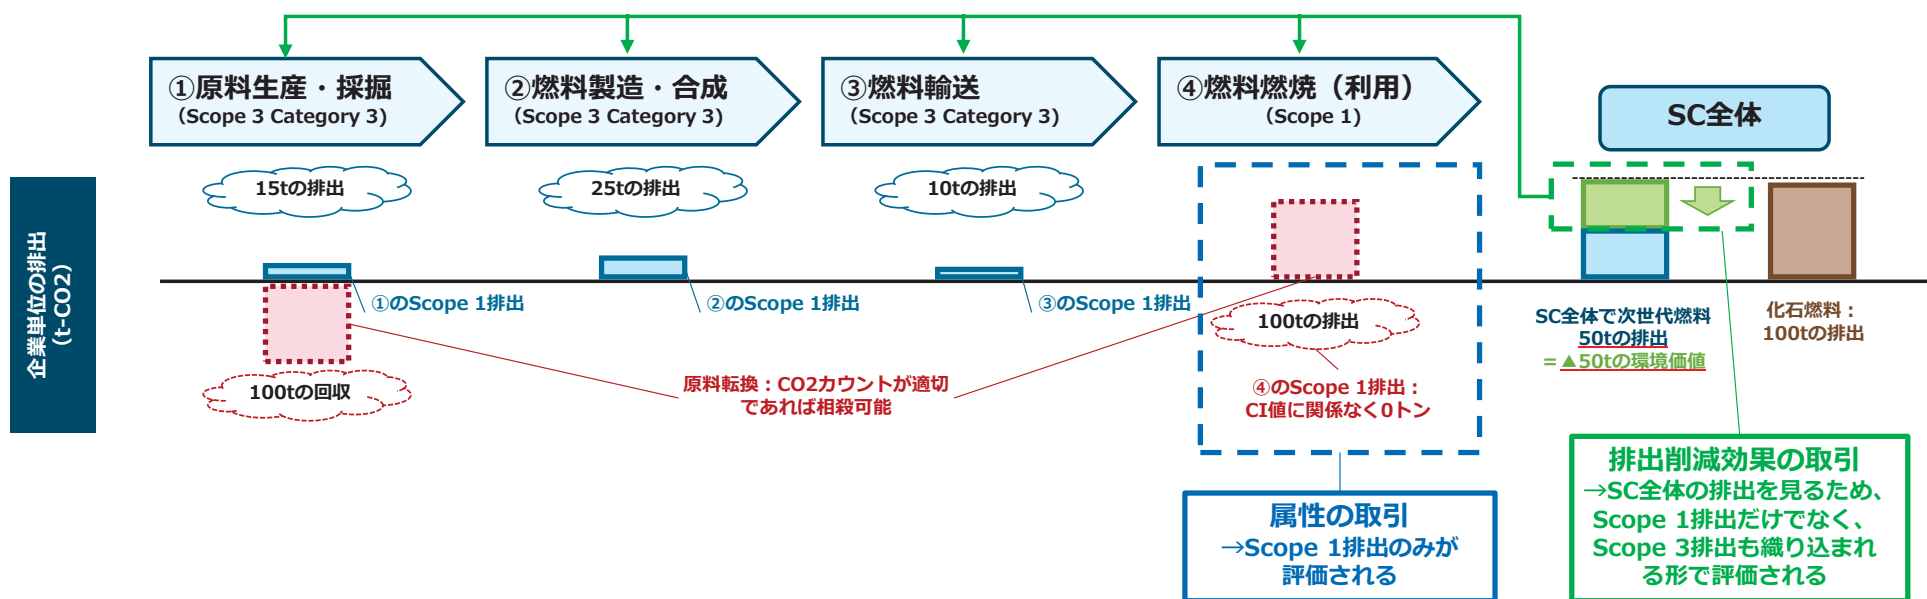 ①原料生産・採掘
（Scope 3 Category 3）
②燃料製造・合成
（Scope 3 Category 3）
③燃料輸送
（Scope 3 Category 3）
④燃料燃焼（利用）
（Scope 1）
SC全体
企業単位の排出
(t-CO2)
15tの排出
25tの排出
10tの排出
①のScope 1排出
②のScope 1排出
③のScope 1排出
100tの排出
100tの回収
原料転換：CO2カウントが適切
であれば相殺可能
④のScope 1排出：
CI値に関係なく0トン
SC全体で次世代燃料
50tの排出
＝▲50tの環境価値
化石燃料：
100tの排出
属性の取引
→Scope 1排出のみが
評価される
排出削減効果の取引
→SC全体の排出を見るため、
Scope 1排出だけでなく、
Scope 3排出も織り込まれ
る形で評価される